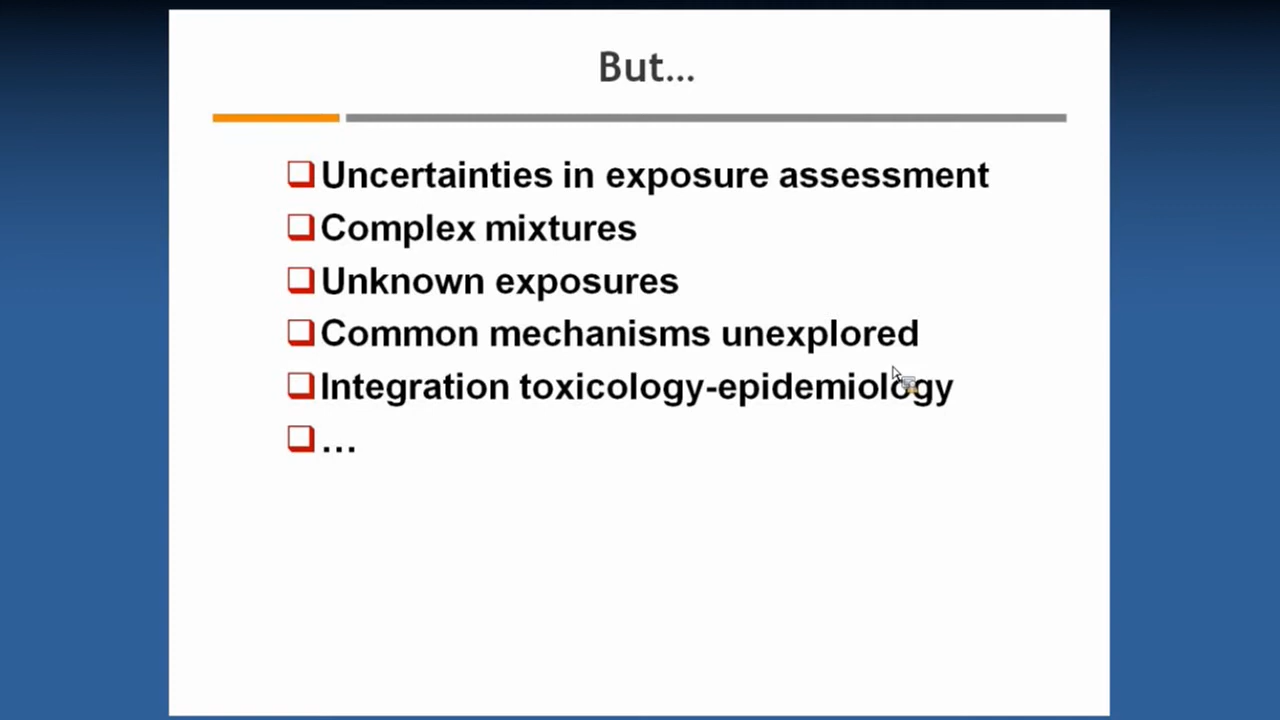 But...
Uncertainties in exposure assessment
Complex mixtures
Unknown exposures
Common mechanisms unexplored
Integration toxicology-epidemiology
…